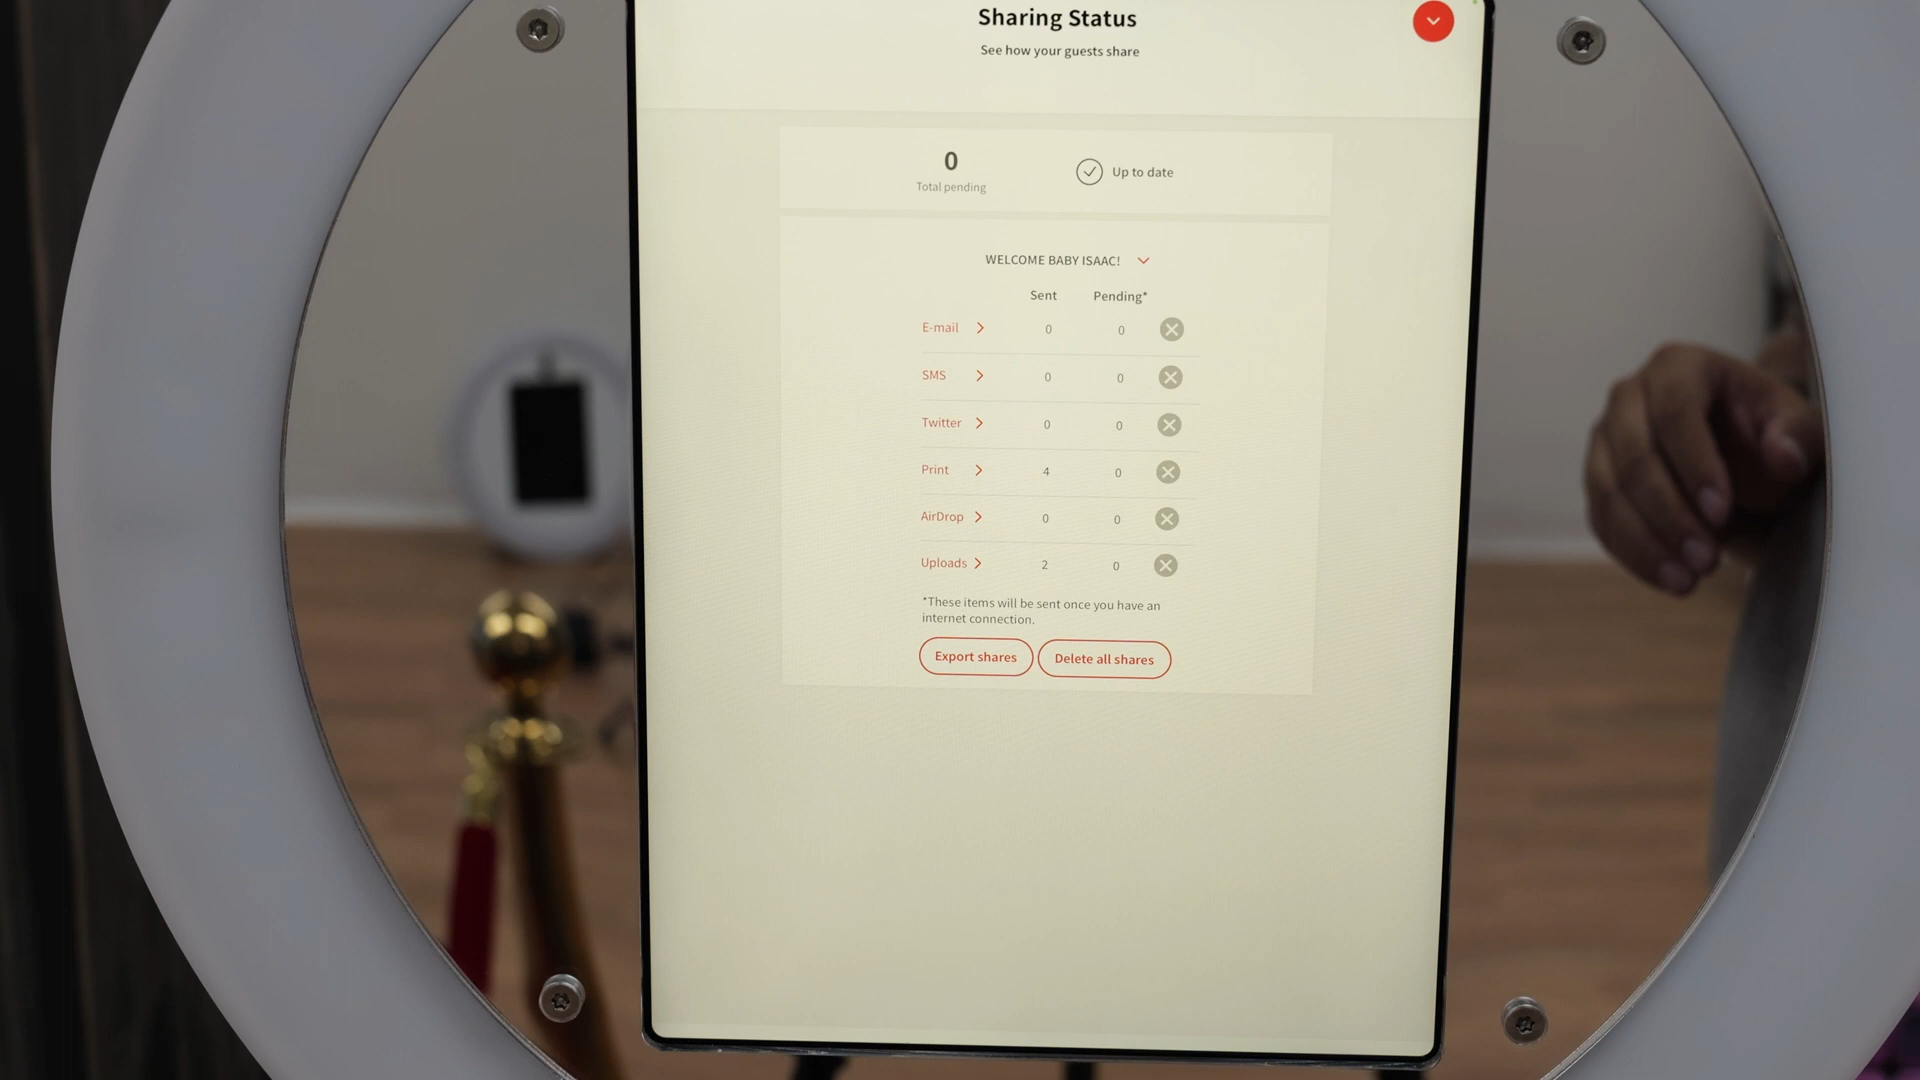 Sharing Status
See how your guests share
0
Total pending
Up to date
WELCOME BABY ISAAC!
Sent Pending*
E-mail 0 0
SMS 0 0
Twitter 0 0
Print 4 0
AirDrop 0 0
Uploads 2 0
*These items will be sent once you have an
internet connection.
Export shares Delete all shares